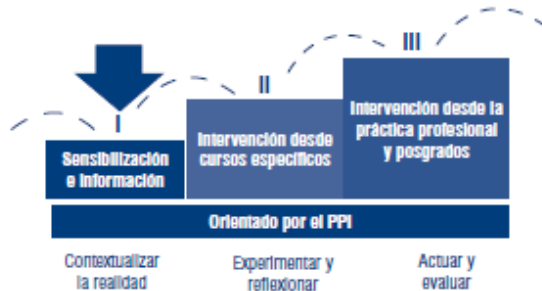 I
II
III
Sensibilización
e Información
Intervención desde
cursos específicos
Intervención desde la
práctica profesional
y posgrados
Orientado por el PPI
Contextualizar
la realidad
Experimentar y
reflexionar
Actuar y
evaluar